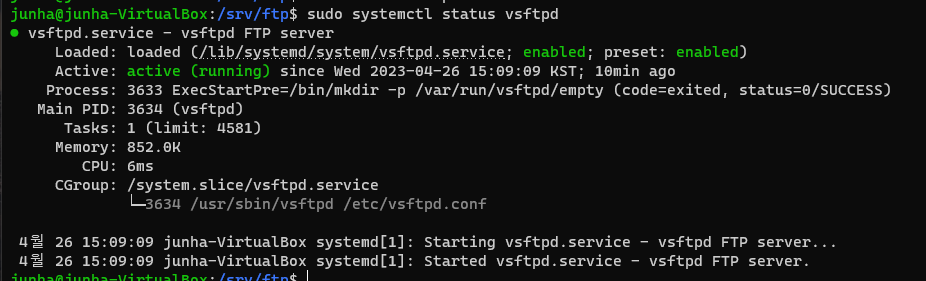 junha@junha-VirtualBox:/srv/ftp$ sudo systemctl status vsftpd
● vsftpd.service - vsftpd FTP server
Loaded: loaded (/lib/systemd/system/vsftpd.service; enabled; preset: enabled)
Active: active (running) since Wed 2023-04-26 15:09:09 KST; 10min ago
Process: 3633 ExecStartPre=/bin/mkdir -p /var/run/vsftpd/empty (code=exited, status=0/SUCCESS)
Main PID: 3634 (vsftpd)
Tasks: 1 (limit: 4581)
Memory: 852.0K
CPU: 6ms
CGroup: /system.slice/vsftpd.service
└─3634 /usr/sbin/vsftpd /etc/vsftpd.conf
4월 26 15:09:09 junha-VirtualBox systemd[1]: Starting vsftpd.service - vsftpd FTP server...
4월 26 15:09:09 junha-VirtualBox systemd[1]: Started vsftpd.service - vsftpd FTP server.
junha@junha-VirtualBox:/srv/ftp$